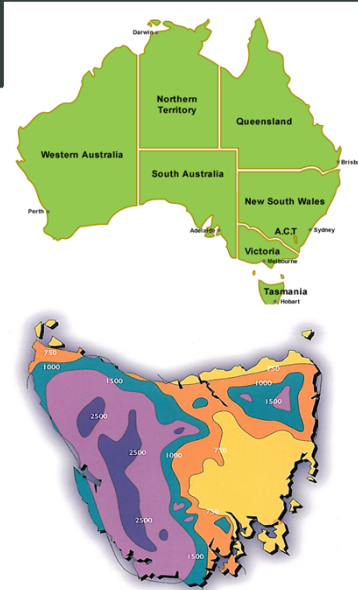 Darwin
Northern
Territory
Queensland
Western Australia
South Australia
Brisba
New South Wales
Perth
Adelaide
A.C.T
Sydney
Victoria
Melbourne
Tasmania
Hobart
750
750
1000
1500
1000
1500
2500
750
2500
1000
750
2500
1500